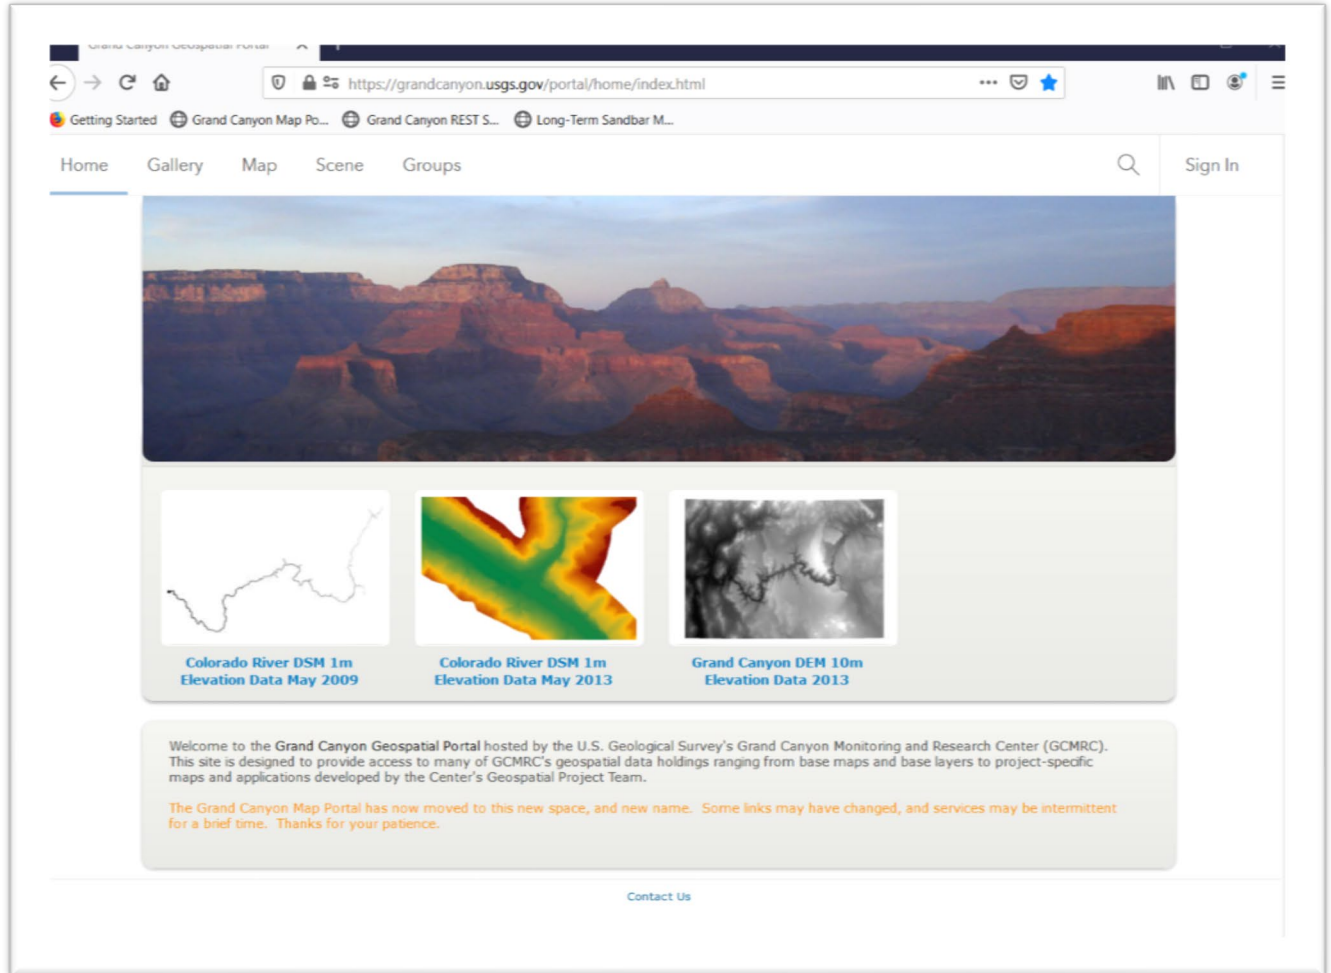 Grand Canyon Geospatial Portal
https://grandcanyon.usgs.gov/portal/home/index.html
Getting Started Grand Canyon Map Po... Grand Canyon REST S... Long-Term Sandbar M...
Home Gallery Map Scene Groups Sign In
Colorado River DSM 1m
Elevation Data May 2009
Colorado River DSM 1m
Elevation Data May 2013
Grand Canyon DEM 10m
Elevation Data 2013
Welcome to the Grand Canyon Geospatial Portal hosted by the U.S. Geological Survey's Grand Canyon Monitoring and Research Center (GCMRC).
This site is designed to provide access to many of GCMRC's geospatial data holdings ranging from base maps and base layers to project-specific
maps and applications developed by the Center's Geospatial Project Team.
The Grand Canyon Map Portal has now moved to this new space, and new name. Some links may have changed, and services may be intermittent
for a brief time. Thanks for your patience.
Contact Us